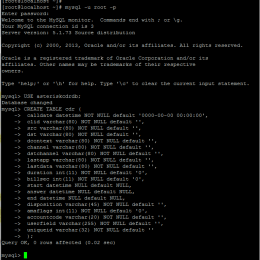 [root@localhost ~]#
[root@localhost ~]# mysql -u root -p
Enter password:
Welcome to the MySQL monitor.  Commands end with ; or \g.
Your MySQL connection id is 2
Server version: 5.1.73 Source distribution
Copyright (c) 2000, 2013, Oracle and/or its affiliates. All rights reserved.
Oracle is a registered trademark of Oracle Corporation and/or its
affiliates. Other names may be trademarks of their respective
owners.
Type 'help;' or '\h' for help. Type '\c' to clear the current input statement.
mysql> USE asteriskcdrdb;
Database changed
mysql> CREATE TABLE cdr (
-> calldate datetime NOT NULL default '0000-00-00 00:00:00',
-> clid varchar(80) NOT NULL default '',
-> src varchar(80) NOT NULL default '',
-> dst varchar(80) NOT NULL default '',
-> dcontext varchar(80) NOT NULL default '',
-> channel varchar(80) NOT NULL default '',
-> dstchannel varchar(80) NOT NULL default '',
-> lastapp varchar(80) NOT NULL default '',
-> lastdata varchar(80) NOT NULL default '',
-> duration int(11) NOT NULL default '0',
-> billsec int(11) NOT NULL default '0',
-> start datetime NOT NULL default NULL,
-> answer datetime NOT NULL default NULL,
-> end datetime NOT NULL default NULL,
-> disposition varchar(45) NOT NULL default '',
-> amaflags int(11) NOT NULL default '0',
-> accountcode varchar(20) NOT NULL default '',
-> userfield varchar(255) NOT NULL default '',
-> uniqueid varchar(32) NOT NULL default ''
-> );
Query OK, 0 rows affected (0.02 sec)
mysql>